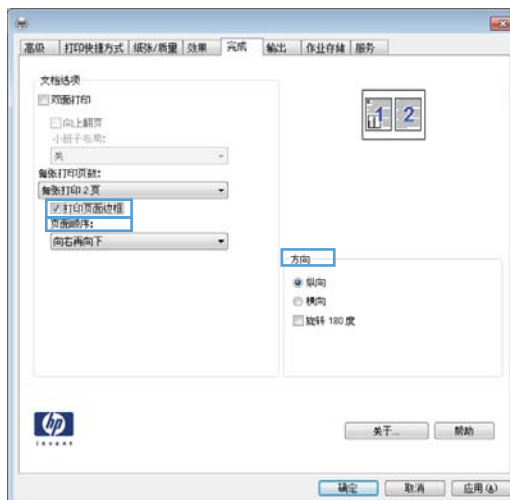 高级 打印快捷方式 纸张/质量 效果 完成 输出 作业存储 服务
文档选项
双面打印
向上翻页
小册子布局:
关
每张打印页数:
每张打印 2 页
打印页面边框
页面顺序:
向右再向下
1 2
方向
纵向
横向
旋转 180 度
hp
invent
关于... 帮助
确定 取消 应用(A)